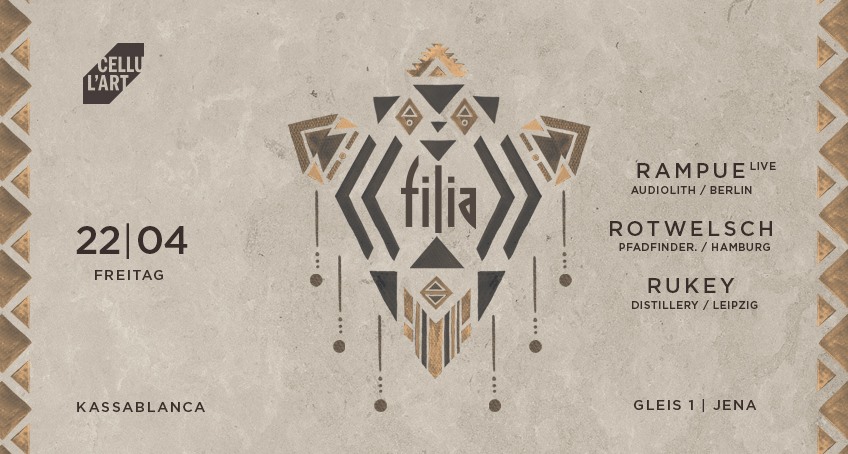 CELLU
L'ART
22|04
FREITAG
KASSABLANCA
filia
RAMPUE LIVE
AUDIOLITH / BERLIN
ROTWELSCH
PFADFINDER. / HAMBURG
RUKEY
DISTILLERY / LEIPZIG
GLEIS 1 | JENA